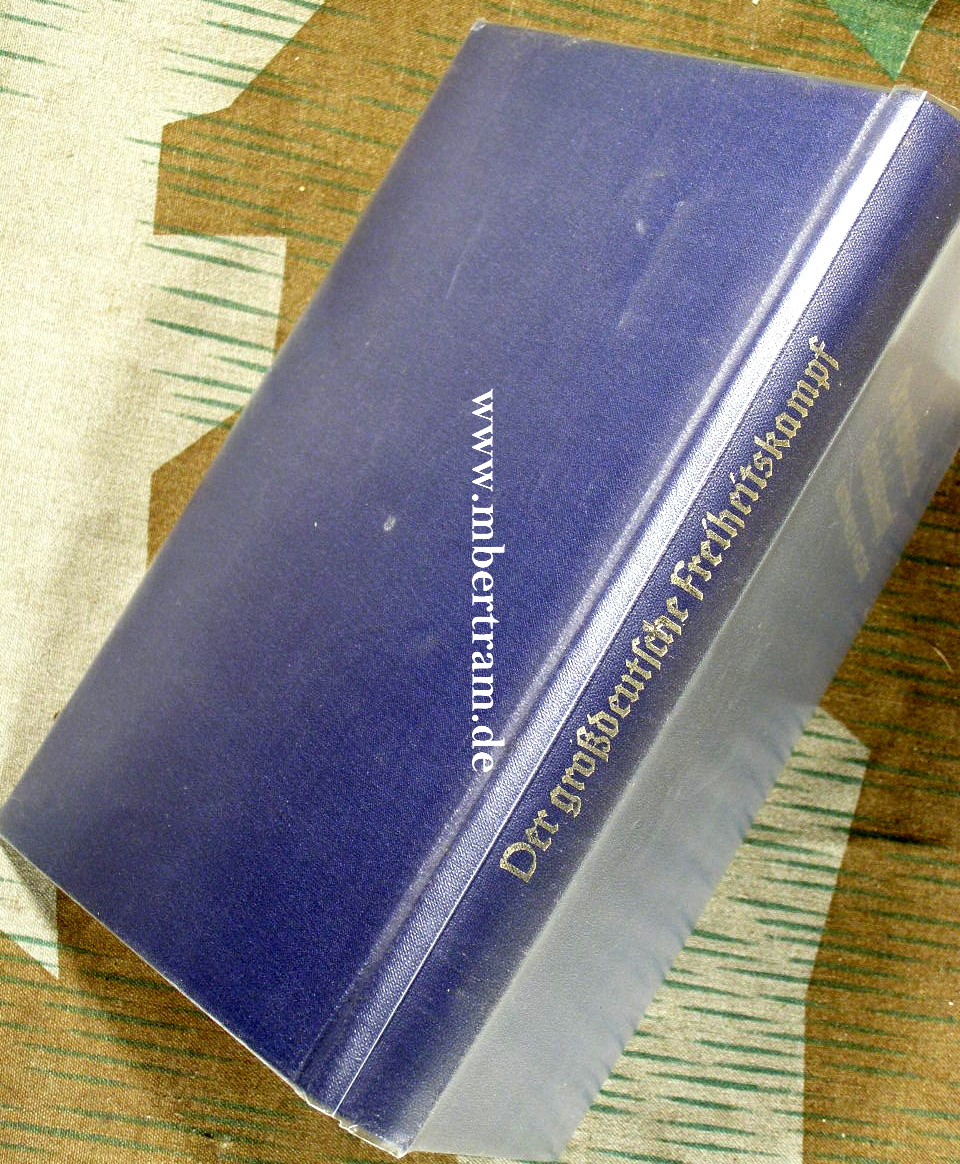 Der großdeutsche Freiheitskampf
www.mbertram.de